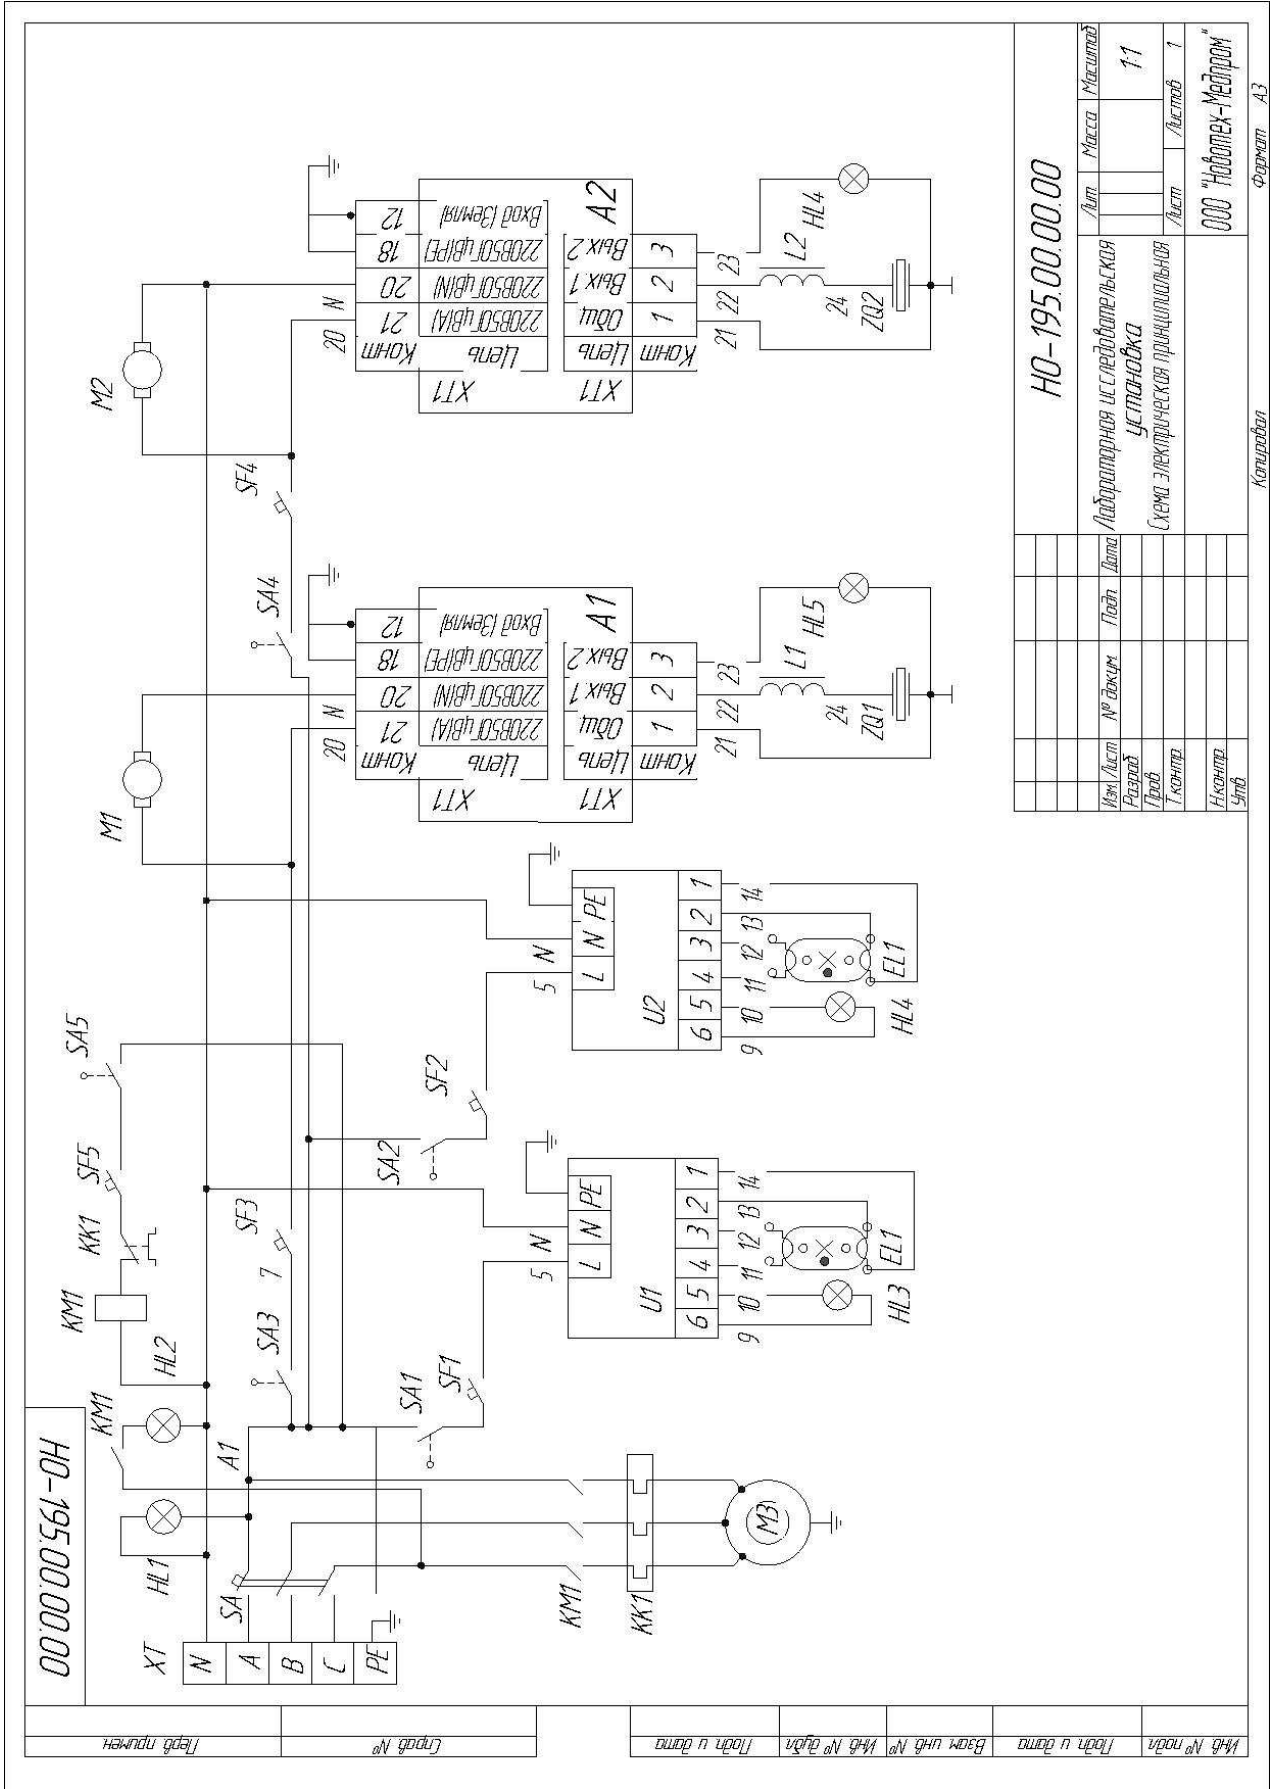 НО-195.00.00.00
XT
N
A
B
C
PE
SA
HL1
KM1
HL2
A1
KM1
KK1
SF5
SA5
SA3
7
SF3
M1
SA4
SF4
M2
SA1
SF1
SA2
SF2
KM1
KK1
M3
5
N
L
N
PE
U1
6
5
4
3
2
1
9
10
11
12
13
14
HL3
EL1
5
N
L
N
PE
U2
6
5
4
3
2
1
9
10
11
12
13
14
HL4
EL1
20
N
XT1
Конт
21
20
18
12
Цепь
220В50Гц(А)
220В50Гц(N)
220В50Гц(PE)
Вход (Земля)
A1
XT1
Цепь
Общ
Вых.1
Вых.2
Конт
1
2
3
21
22
23
24
L1
HL5
ZQ1
20
N
XT1
Конт
21
20
18
12
Цепь
220В50Гц(А)
220В50Гц(N)
220В50Гц(PE)
Вход (Земля)
A2
XT1
Цепь
Общ
Вых.1
Вых.2
Конт
1
2
3
21
22
23
24
L2
HL4
ZQ2
Перв. примен.
Справ. №
Подп. и дата
Инв. № дубл.
Взам. инв. №
Подп. и дата
Инв. № подл.
НО-195.00.00.00
Изм. Лист № докум. Подп. Дата
Разраб.
Пров.
Т.контр.
Н.контр.
Утв.
Лабораторная исследовательская
установка
Схема электрическая принципиальная
Лит. Масса Масштаб
1:1
Лист Листов 1
ООО "Новотех-Медпром"
Копировал Формат А3